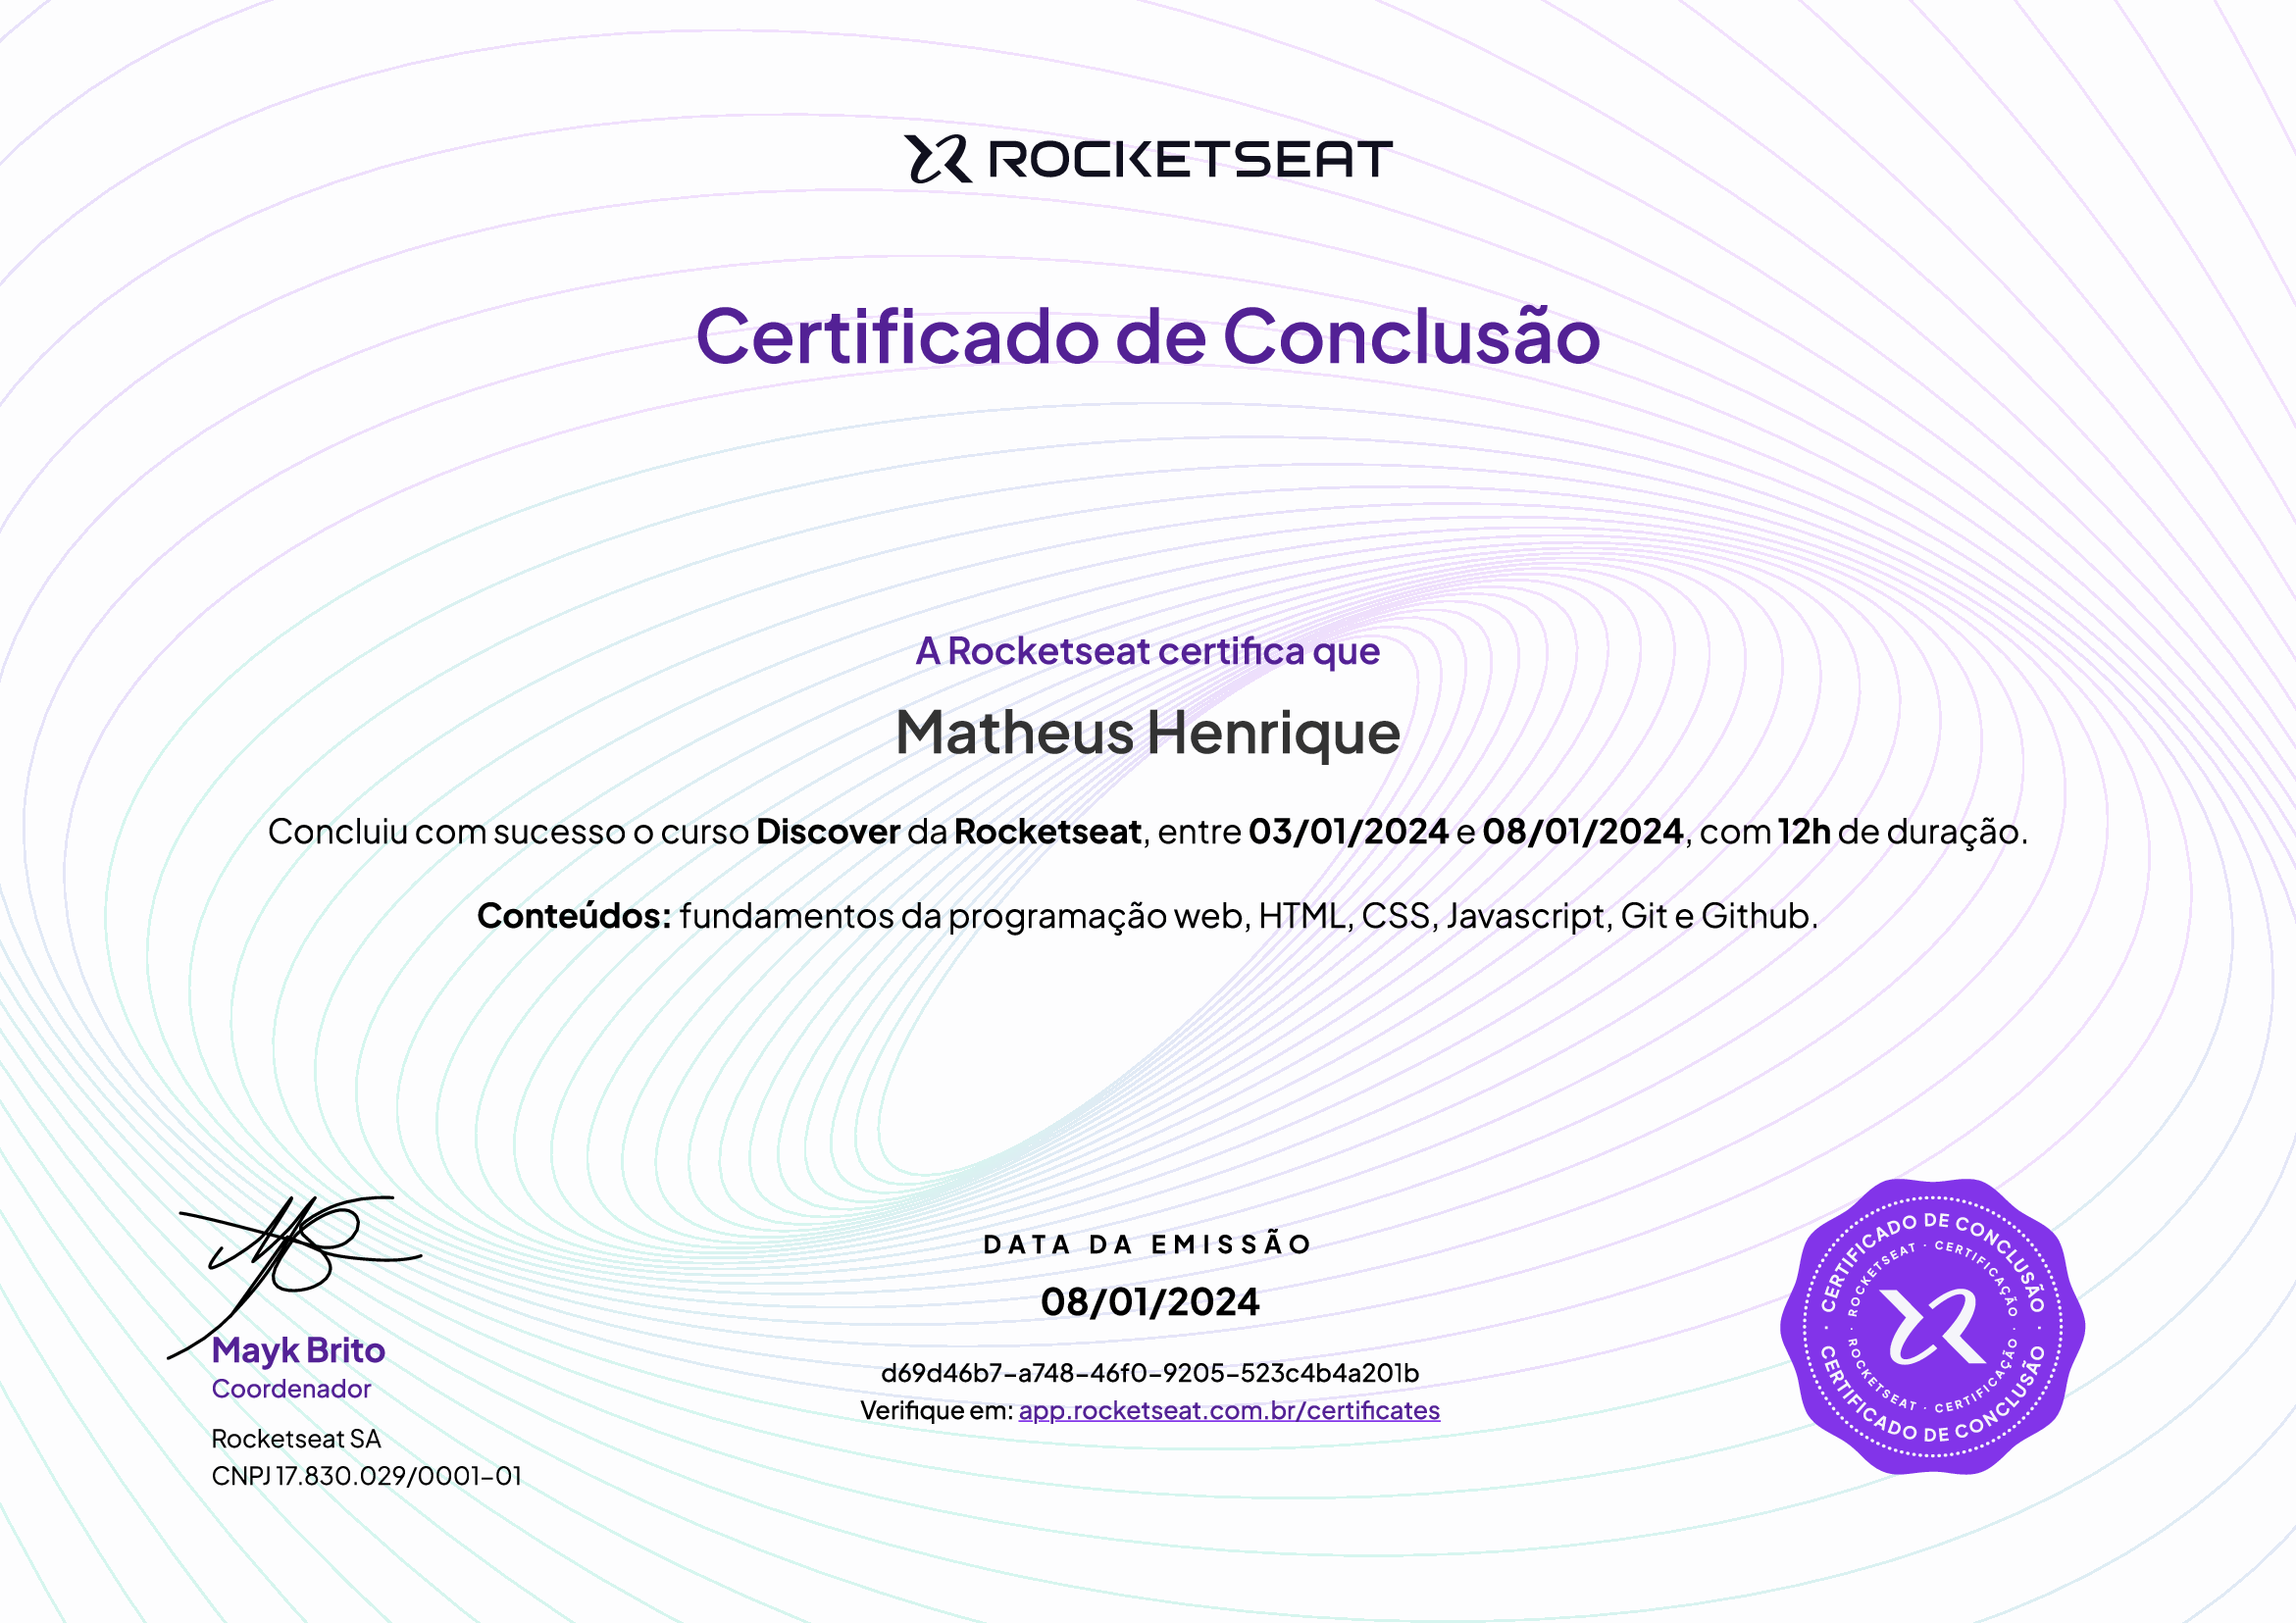 ROCKETSEAT
Certificado de Conclusão
A Rocketseat certifica que
Matheus Henrique
Concluiu com sucesso o curso Discover da Rocketseat, entre 03/01/2024 e 08/01/2024, com 12h de duração.
Conteúdos: fundamentos da programação web, HTML, CSS, Javascript, Git e Github.
Mayk Brito
Coordenador
Rocketseat SA
CNPJ 17.830.029/0001-01
DATA DA EMISSÃO
08/01/2024
d69d46b7-a748-46f0-9205-523c4b4a201b
Verifique em: app.rocketseat.com.br/certificates
CERTIFICADO DE CONCLUSÃO
ROCKETSEAT · CERTIFICAÇÃO
ROCKETSEAT · CERTIFICAÇÃO
CERTIFICADO DE CONCLUSÃO